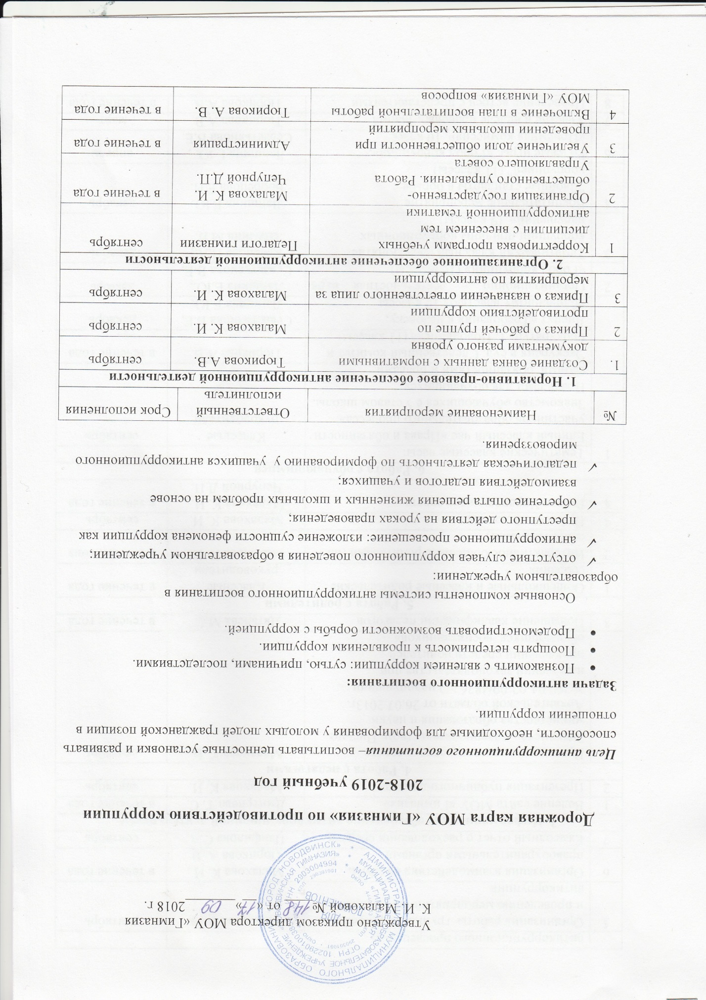 Утверждено приказом директора МОУ «Гимназия
К. И. Малаховой № 148 от « 17 » 09 2018 г.
АДМИНИСТРАЦИЯ МУНИЦИПАЛЬНОГО ОБРАЗОВАНИЯ «ГОРОД НОВОДВИНСК»
МУНИЦИПАЛЬНОЕ ОБРАЗОВАТЕЛЬНОЕ УЧРЕЖДЕНИЕ «НОВОДВИНСКАЯ ГИМНАЗИЯ»
МОУ «ГИМНАЗИЯ»
ИНН 2903004994
ДЛЯ
ДОКУМЕНТОВ
Дорожная карта МОУ «Гимназия» по противодействию коррупции
2018-2019 учебный год
Цель антикоррупционного воспитания– воспитывать ценностные установки и развивать
способности, необходимые для формирования у молодых людей гражданской позиции в
отношении коррупции.
Задачи антикоррупционного воспитания:
• Познакомить с явлением коррупции: сутью, причинами, последствиями.
• Поощрять нетерпимость к проявлениям коррупции.
• Продемонстрировать возможности борьбы с коррупцией.
Основные компоненты системы антикоррупционного воспитания в
образовательном учреждении:
✓ отсутствие случаев коррупционного поведения в образовательном учреждении;
✓ антикоррупционное просвещение: изложение сущности феномена коррупции как
преступного действия на уроках правоведения;
✓ обретение опыта решения жизненных и школьных проблем на основе
взаимодействия педагогов и учащихся;
✓ педагогическая деятельность по формированию у учащихся антикоррупционного
мировоззрения.
№ Наименование мероприятия Ответственный Срок исполнения
исполнитель
1. Нормативно-правовое обеспечение антикоррупционной деятельности
1. Создание банка данных с нормативными Тюрикова А.В. сентябрь
документами разного уровня
2 Приказ о рабочей группе по Малахова К. И. сентябрь
противодействию коррупции
3 Приказ о назначении ответственного лица за Малахова К. И. сентябрь
мероприятия по антикоррупции
2. Организационное обеспечение антикоррупционной деятельности
1 Корректировка программ учебных Педагоги гимназии сентябрь
дисциплин с внесением тем
антикоррупционной тематики
2 Организация государственно- Малахова К. И. в течение года
общественного управления. Работа Чепурной Д.П.
Управляющего совета
3 Увеличение доли общественности при Администрация в течение года
проведении школьных мероприятий
4 Включение в план воспитательной работы Тюрикова А. В. в течение года
МОУ «Гимназия» вопросов